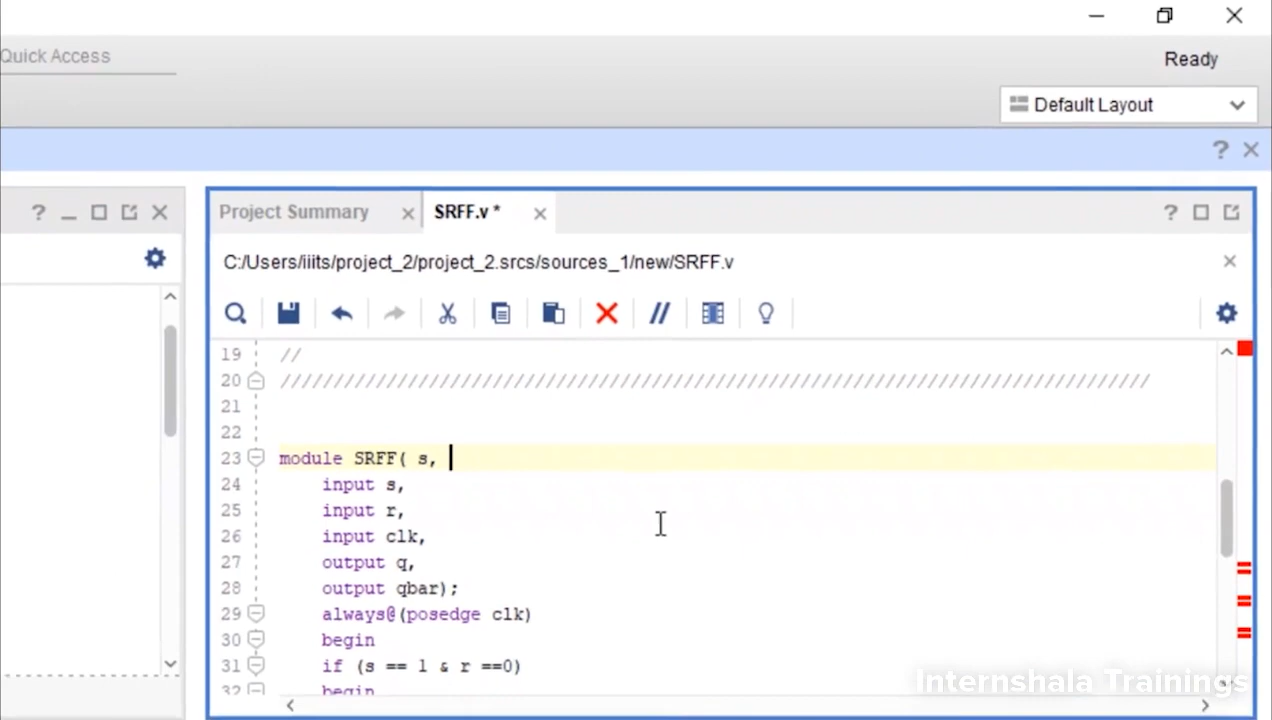 Quick Access
Ready
Default Layout
? ×
?
Project Summary × SRFF.v * ×
?
C:/Users/iiits/project_2/project_2.srcs/sources_1/new/SRFF.v
19 //
20 //////////////////////////////////////////////////////////////////////////////////
21
22
23 module SRFF( s,
24 input s,
25 input r,
26 input clk,
27 output q,
28 output qbar);
29 always@(posedge clk)
30 begin
31 if (s == 1 & r ==0)
32 begin
Internshala Trainings